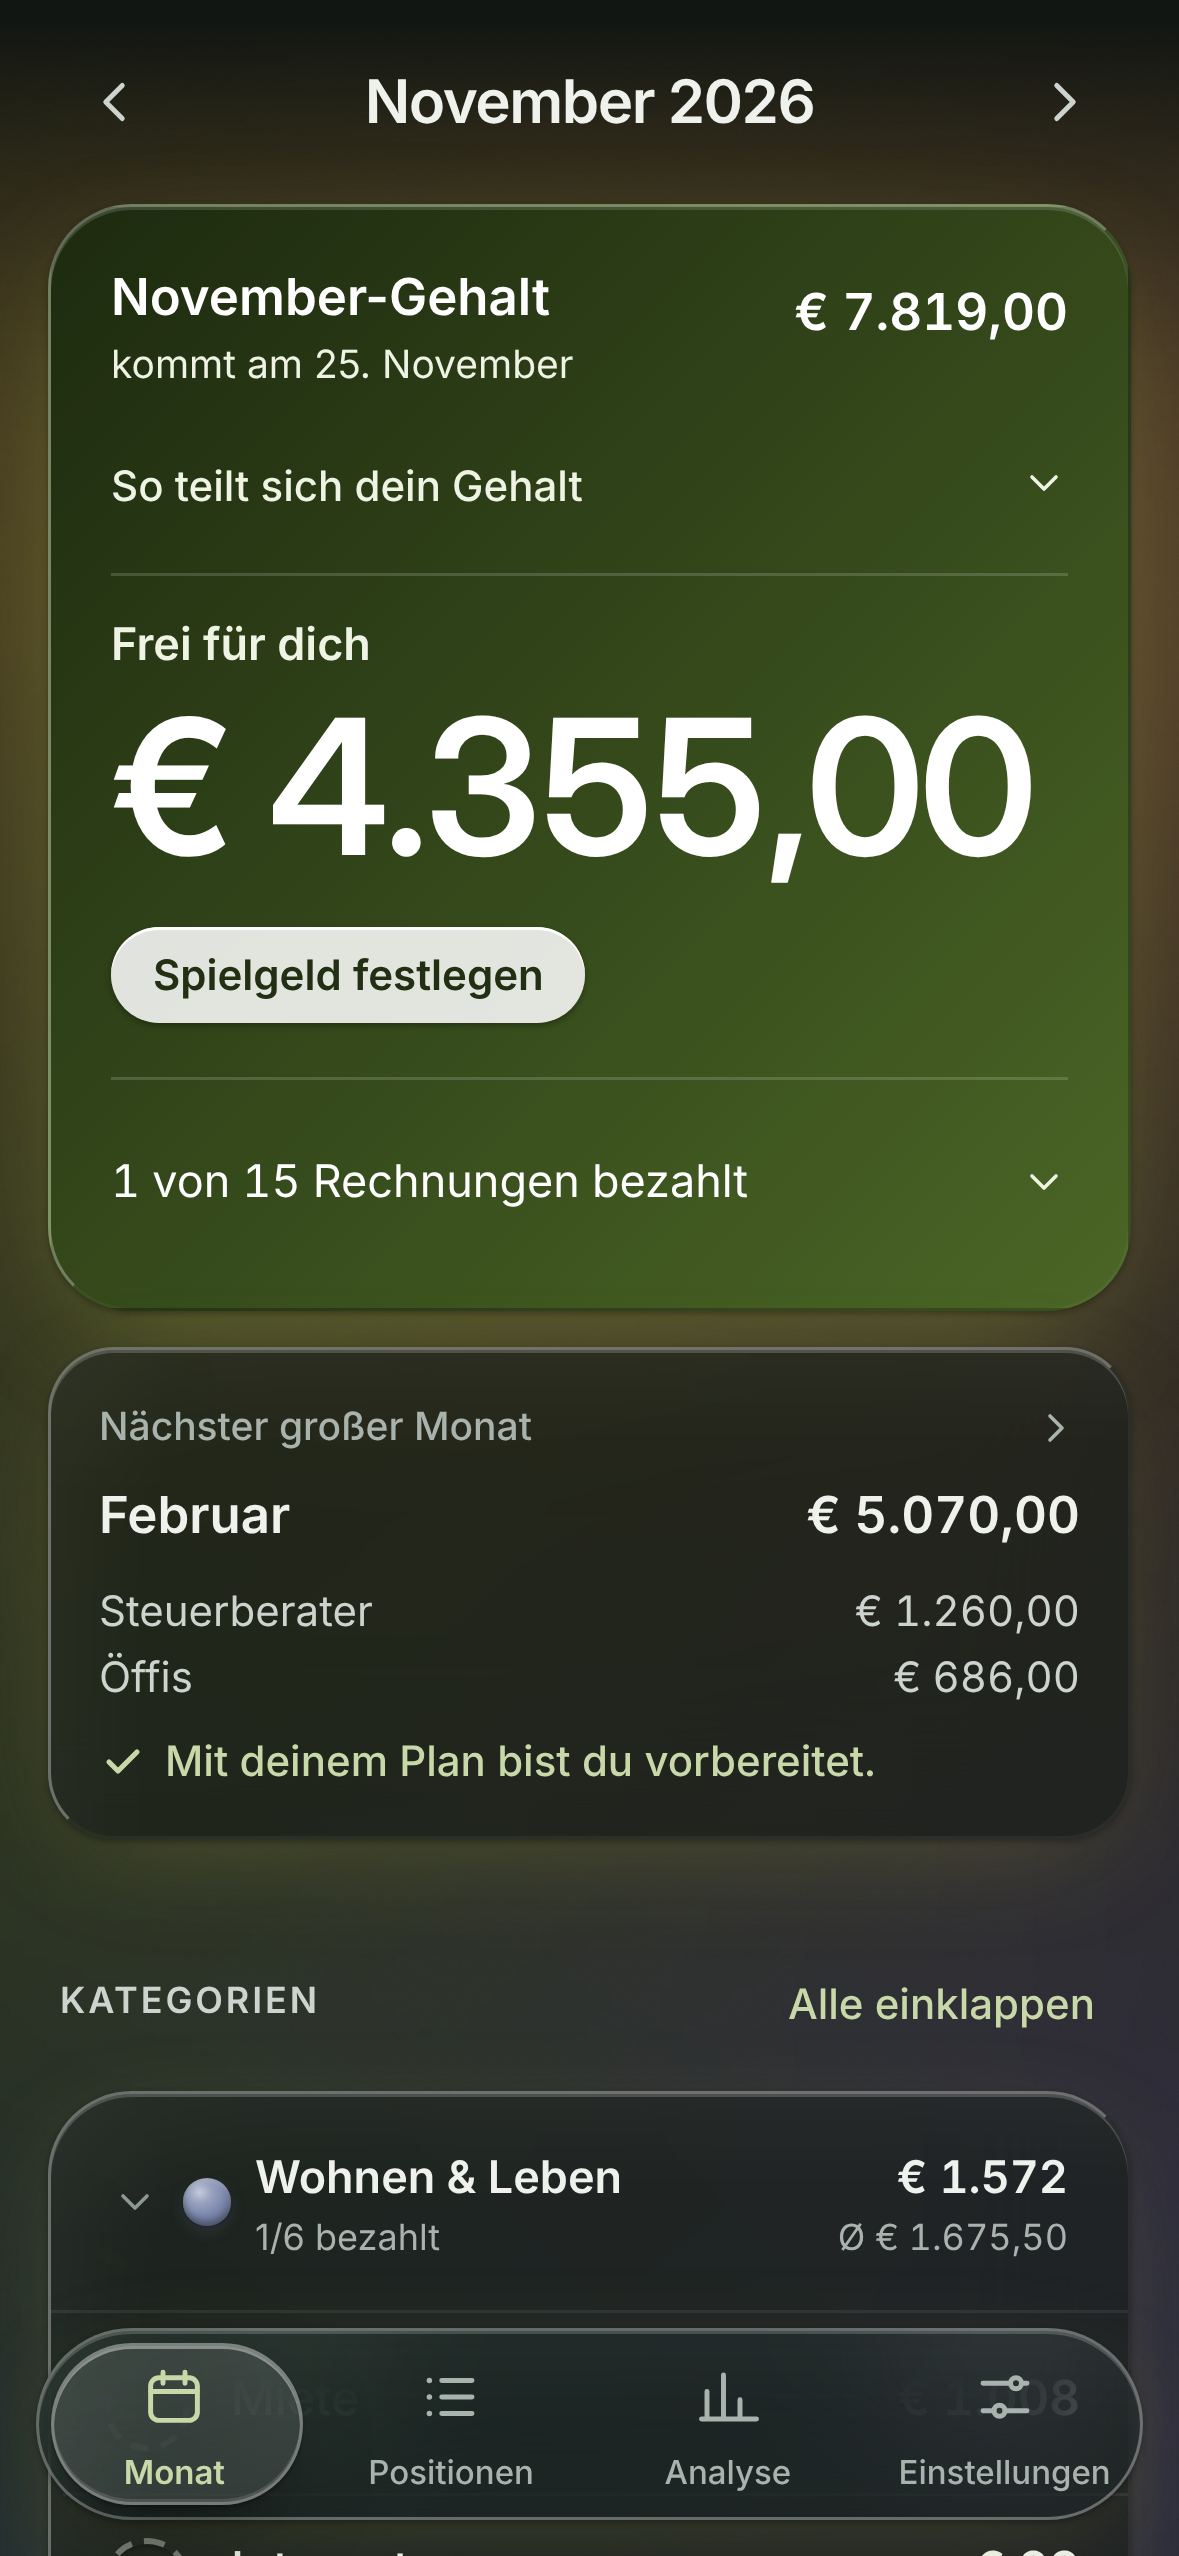 November 2026
November-Gehalt
€ 7.819,00
kommt am 25. November
So teilt sich dein Gehalt
Frei für dich
€ 4.355,00
Spielgeld festlegen
1 von 15 Rechnungen bezahlt
Nächster großer Monat
Februar € 5.070,00
Steuerberater € 1.260,00
Öffis € 686,00
Mit deinem Plan bist du vorbereitet.
KATEGORIEN Alle einklappen
Wohnen & Leben € 1.572
1/6 bezahlt Ø € 1.675,50
Miete
Monat Positionen Analyse Einstellungen